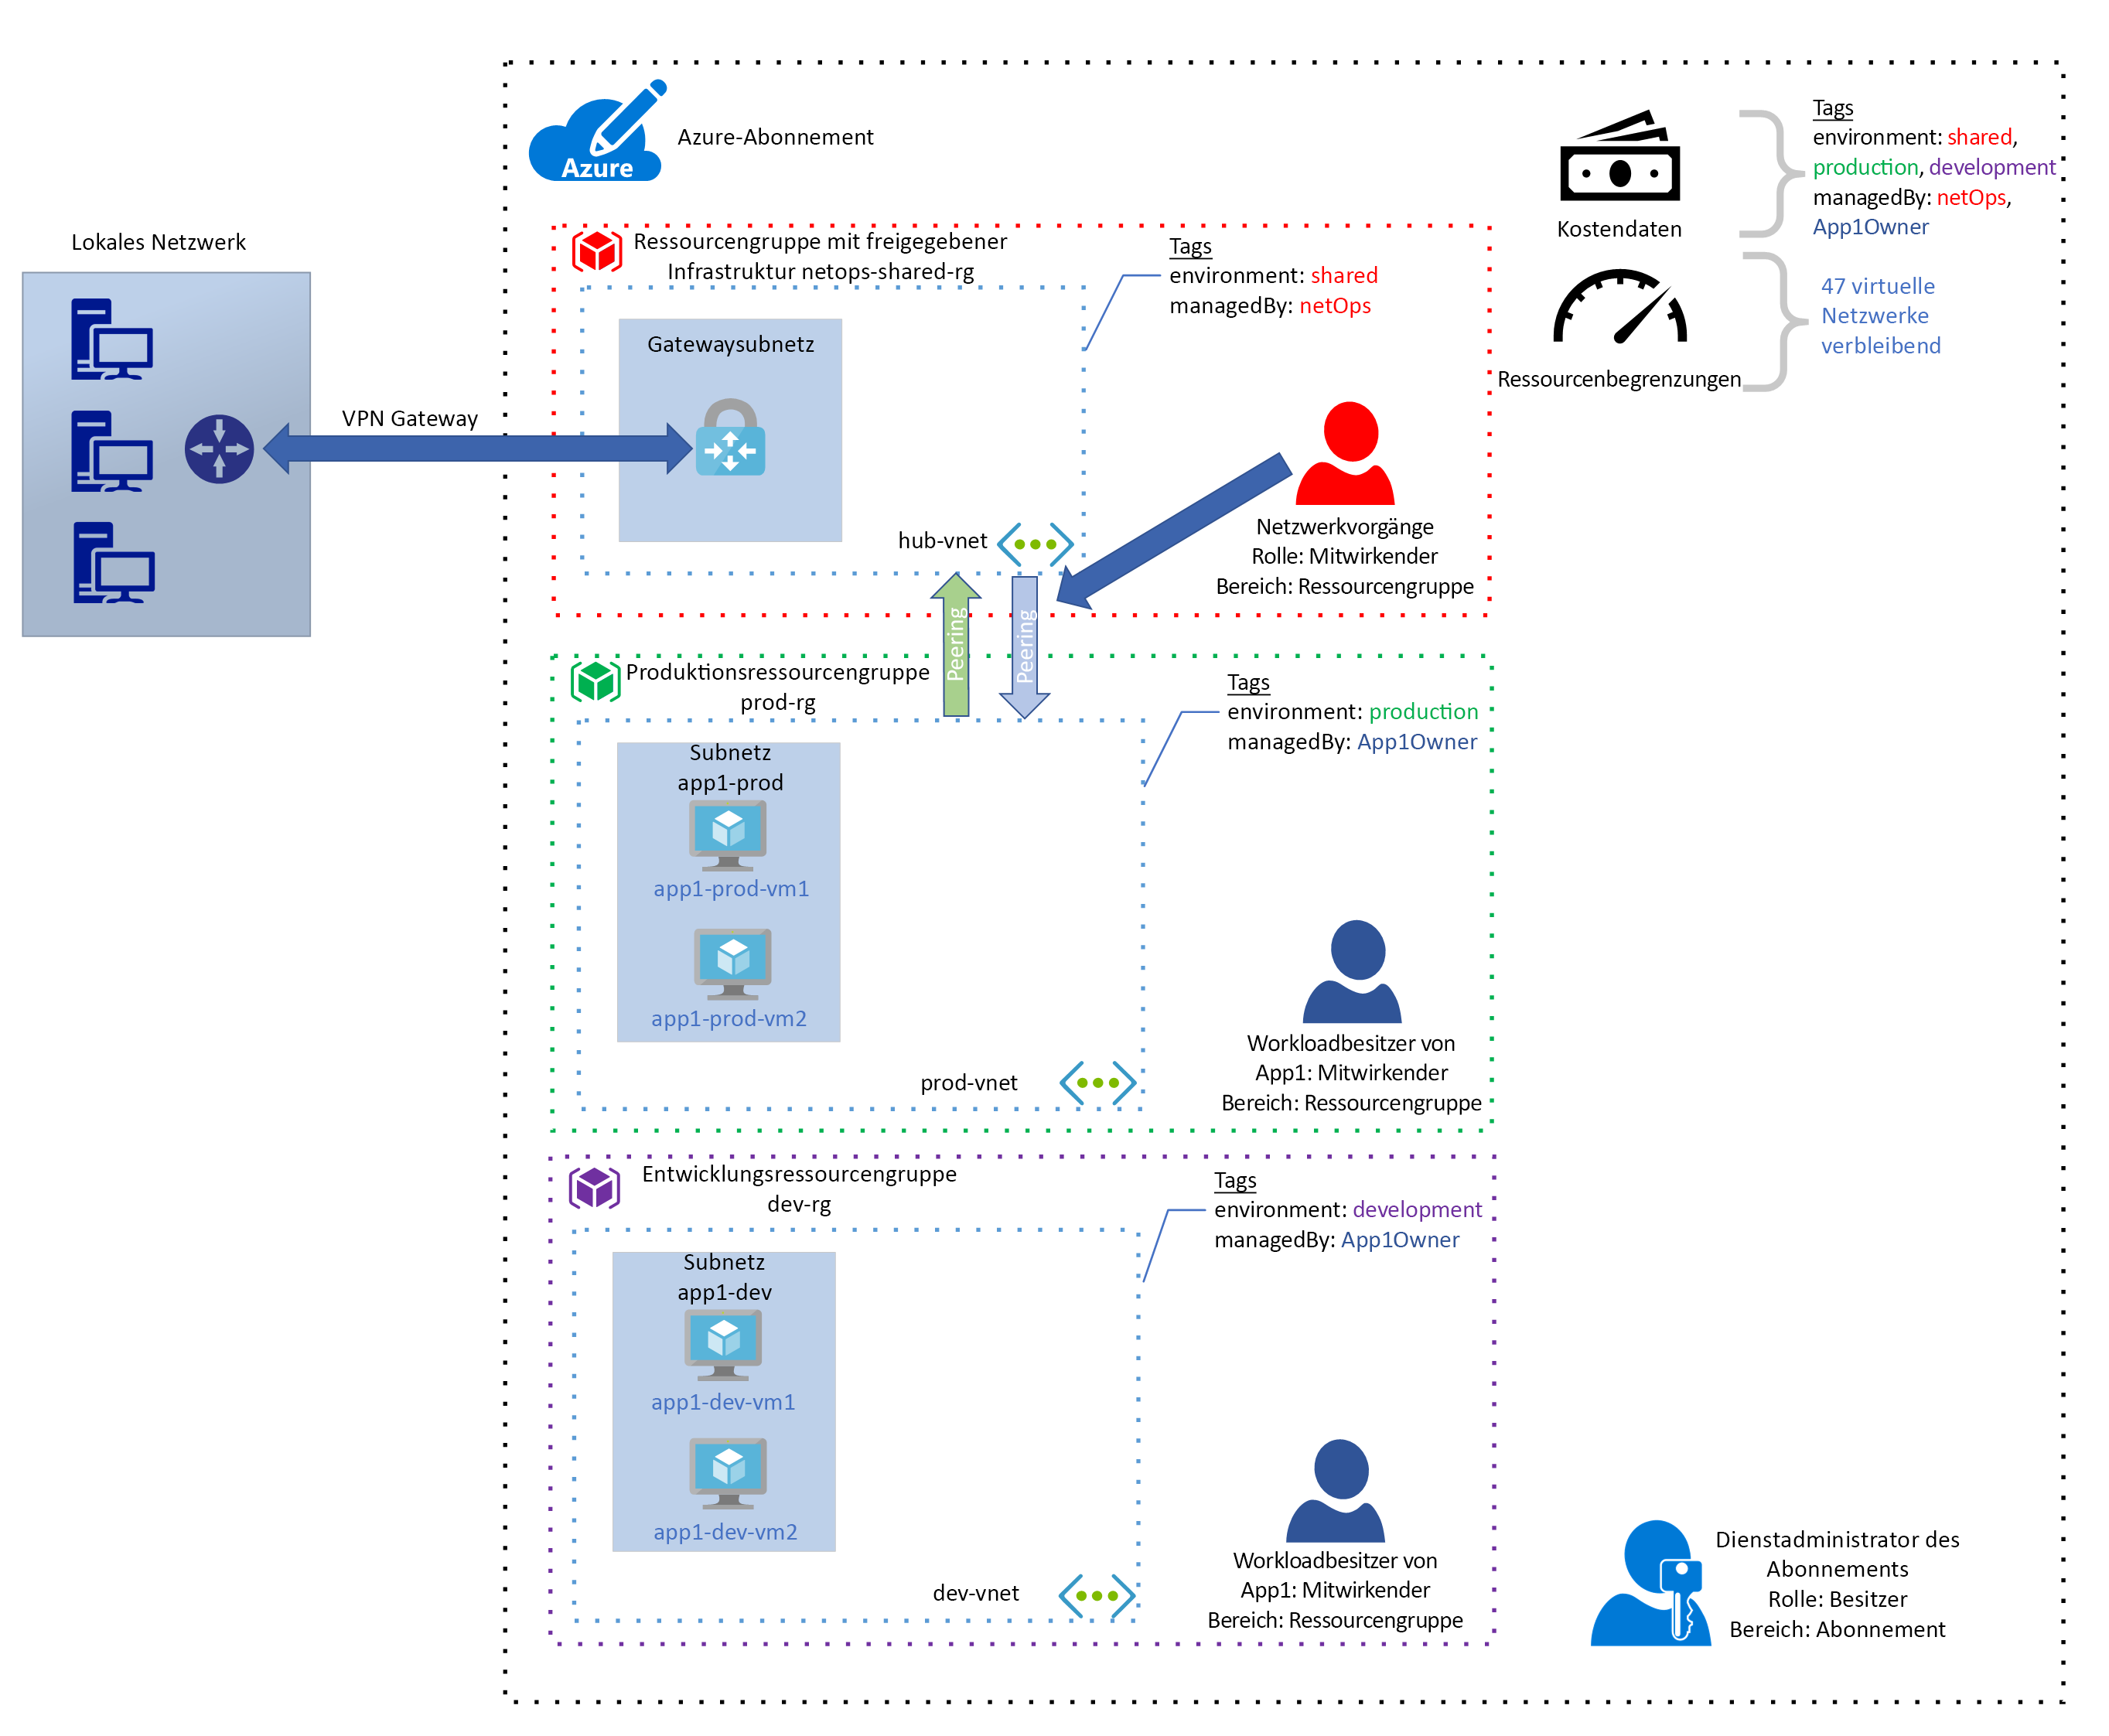 Azure
Azure-Abonnement
Kostendaten
Tags
environment: shared,
production, development
managedBy: netOps,
App1Owner
Ressourcenbegrenzungen
47 virtuelle
Netzwerke
verbleibend
Lokales Netzwerk
VPN Gateway
Ressourcengruppe mit freigegebener
Infrastruktur netops-shared-rg
Gatewaysubnetz
hub-vnet
Tags
environment: shared
managedBy: netOps
Netzwerkvorgänge
Rolle: Mitwirkender
Bereich: Ressourcengruppe
Peering
Peering
Produktionsressourcengruppe
prod-rg
Subnetz
app1-prod
app1-prod-vm1
app1-prod-vm2
prod-vnet
Tags
environment: production
managedBy: App1Owner
Workloadbesitzer von
App1: Mitwirkender
Bereich: Ressourcengruppe
Entwicklungsressourcengruppe
dev-rg
Subnetz
app1-dev
app1-dev-vm1
app1-dev-vm2
dev-vnet
Tags
environment: development
managedBy: App1Owner
Workloadbesitzer von
App1: Mitwirkender
Bereich: Ressourcengruppe
Dienstadministrator des
Abonnements
Rolle: Besitzer
Bereich: Abonnement